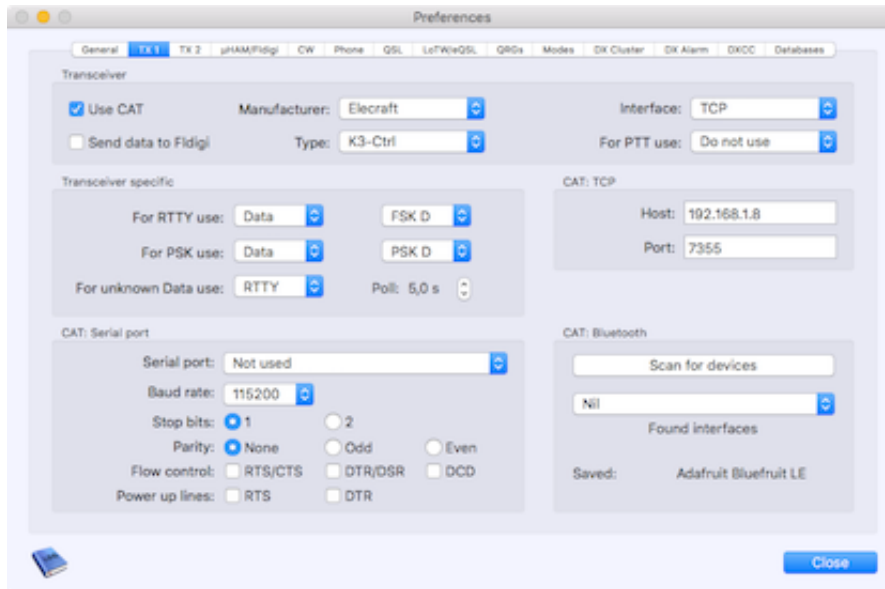 Preferences
General TX 1 TX 2 µHAM/Fldigi CW Phone QSL LoTW/eQSL QRGs Modes DX Cluster DX Alarm DXCC Databases
Transceiver
Use CAT Manufacturer: Elecraft Interface: TCP
Send data to Fldigi Type: K3-Ctrl For PTT use: Do not use
Transceiver specific CAT: TCP
For RTTY use: Data FSK D Host: 192.168.1.8
For PSK use: Data PSK D Port: 7355
For unknown Data use: RTTY Poll: 5,0 s
CAT: Serial port CAT: Bluetooth
Serial port: Not used Scan for devices
Baud rate: 115200 Nil
Stop bits: 1 2 Found interfaces
Parity: None Odd Even
Flow control: RTS/CTS DTR/DSR DCD Saved: Adafruit Bluefruit LE
Power up lines: RTS DTR
Close